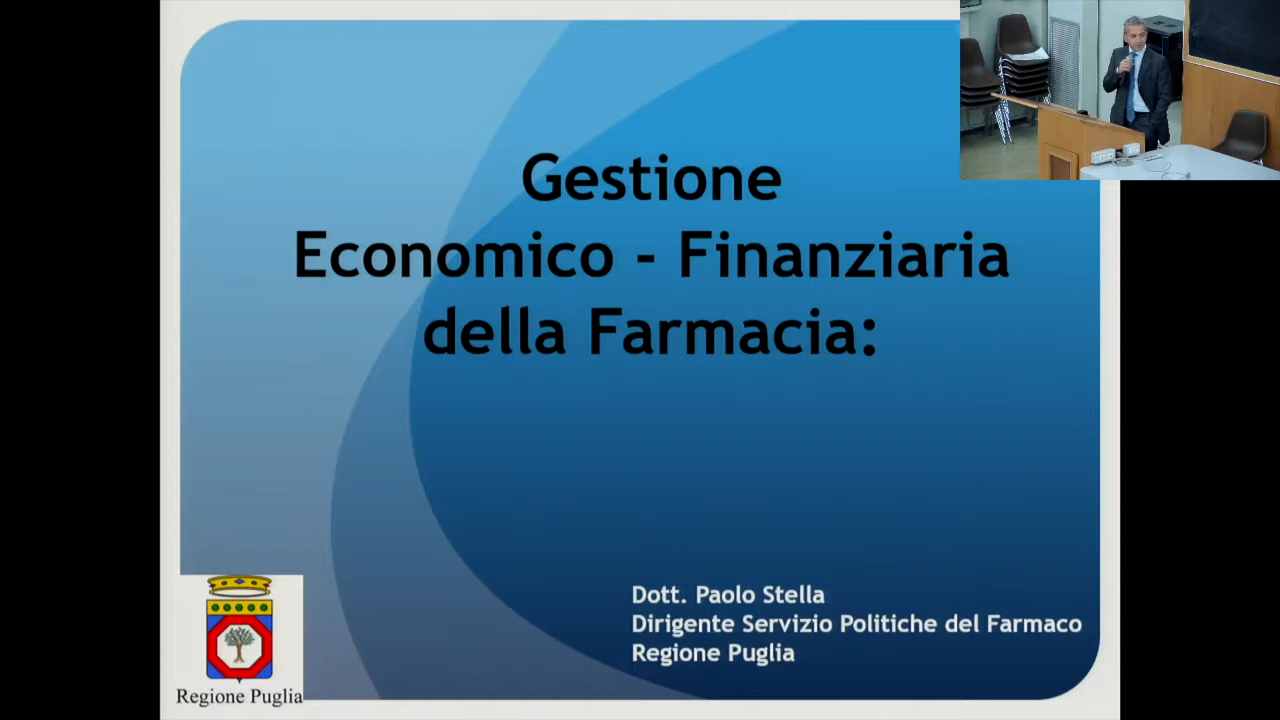 Gestione
Economico - Finanziaria
della Farmacia:
Dott. Paolo Stella
Dirigente Servizio Politiche del Farmaco
Regione Puglia
Regione Puglia